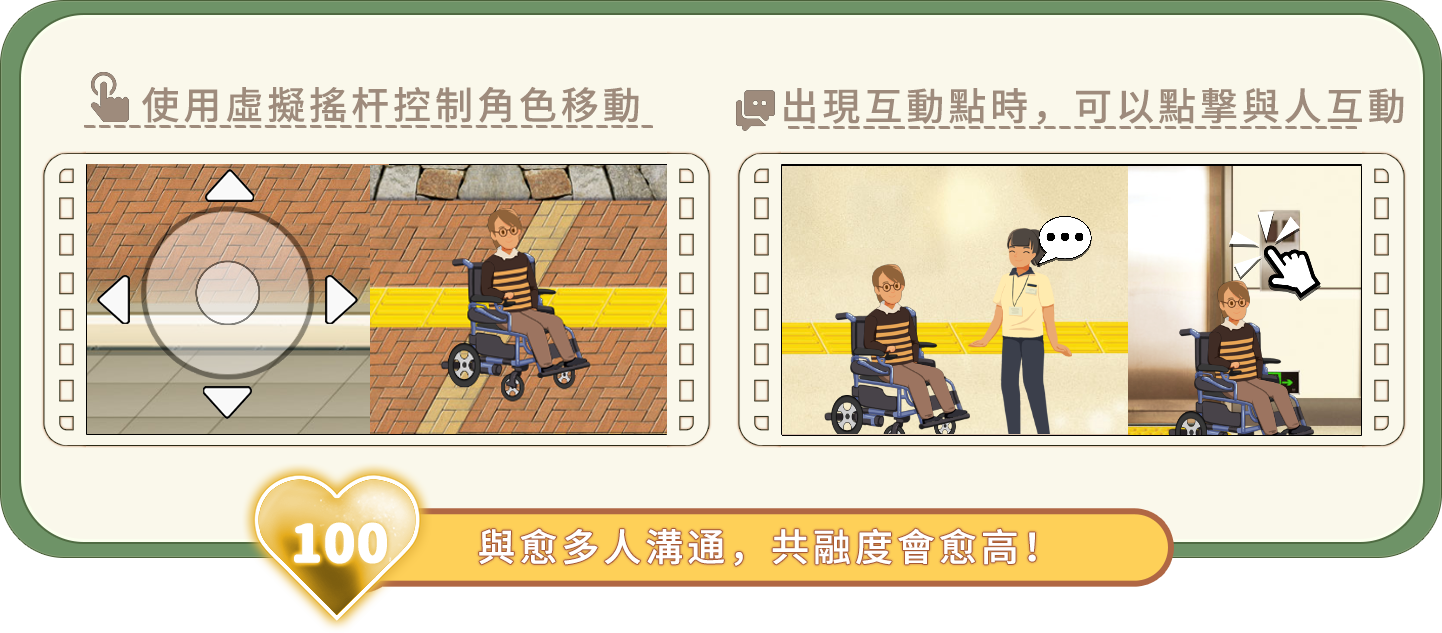 使用虛擬搖杆控制角色移動
出現互動點時，可以點擊與人互動
100
與愈多人溝通，共融度會愈高！